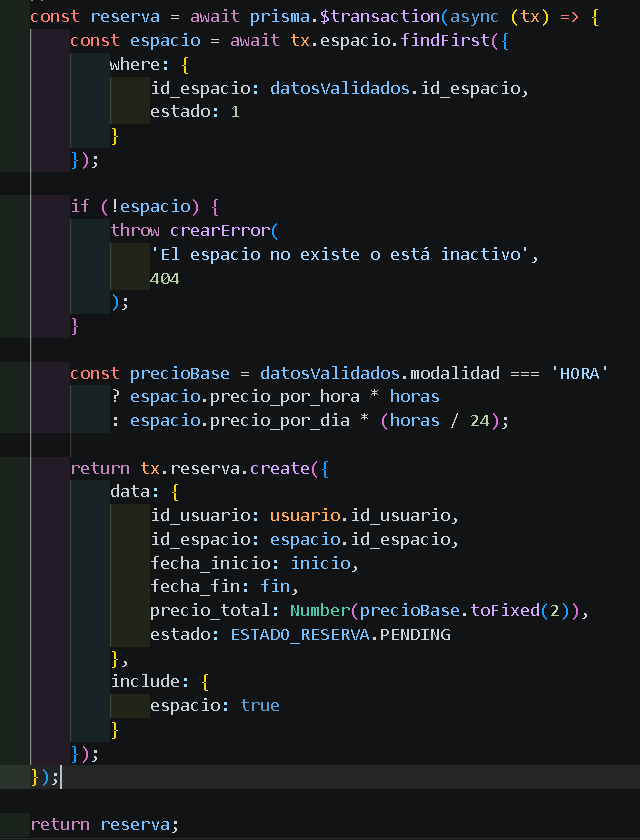 const reserva = await prisma.$transaction(async (tx) => {
const espacio = await tx.espacio.findFirst({
where: {
id_espacio: datosValidados.id_espacio,
estado: 1
}
});
if (!espacio) {
throw crearError(
'El espacio no existe o está inactivo',
404
);
}
const precioBase = datosValidados.modalidad === 'HORA'
? espacio.precio_por_hora * horas
: espacio.precio_por_dia * (horas / 24);
return tx.reserva.create({
data: {
id_usuario: usuario.id_usuario,
id_espacio: espacio.id_espacio,
fecha_inicio: inicio,
fecha_fin: fin,
precio_total: Number(precioBase.toFixed(2)),
estado: ESTADO_RESERVA.PENDING
},
include: {
espacio: true
}
});
});
return reserva;